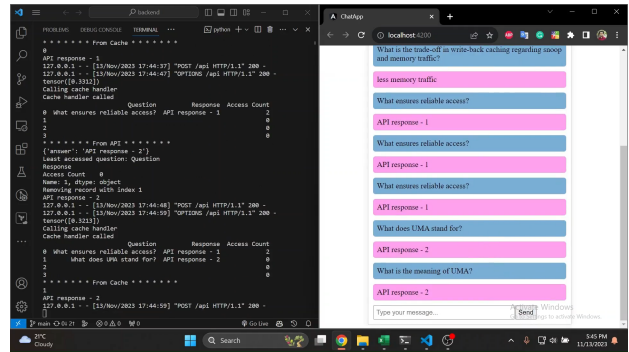 backend
PROBLEMS DEBUG CONSOLE TERMINAL ··· python
* * * * * * * From Cache * * * * * * *
0
API response - 1
127.0.0.1 - - [13/Nov/2023 17:44:37] "POST /api HTTP/1.1" 200 -
127.0.0.1 - - [13/Nov/2023 17:44:47] "OPTIONS /api HTTP/1.1" 200 -
tensor([0.3312])
Calling cache handler
Cache handler called
Question Response Access Count
0 What ensures reliable access? API response - 1 2
1 0
2 0
3 0
* * * * * * * From API * * * * * * *
{'answer': 'API response - 2'}
Least accessed question: Question
Response
Access Count 0
Name: 1, dtype: object
Removing record with index 1
API response - 2
127.0.0.1 - - [13/Nov/2023 17:44:48] "POST /api HTTP/1.1" 200 -
127.0.0.1 - - [13/Nov/2023 17:44:59] "OPTIONS /api HTTP/1.1" 200 -
tensor([0.3213])
Calling cache handler
Cache handler called
Question Response Access Count
0 What ensures reliable access? API response - 1 2
1 What does UMA stand for? API response - 2 0
2 0
3 0
* * * * * * * From Cache * * * * * * *
1
API response - 2
127.0.0.1 - - [13/Nov/2023 17:44:59] "POST /api HTTP/1.1" 200 -
main 0↓ 2↑ 0 0 0 Go Live
ChatApp
localhost:4200
What is the trade-off in write-back caching regarding snoop
and memory traffic?
less memory traffic
What ensures reliable access?
API response - 1
What ensures reliable access?
API response - 1
What ensures reliable access?
API response - 1
What does UMA stand for?
API response - 2
What is the meaning of UMA?
API response - 2
Type your message... Send
Activate Windows
Go to Settings to activate Windows.
21°C
Cloudy
Search
5:45 PM
11/13/2023